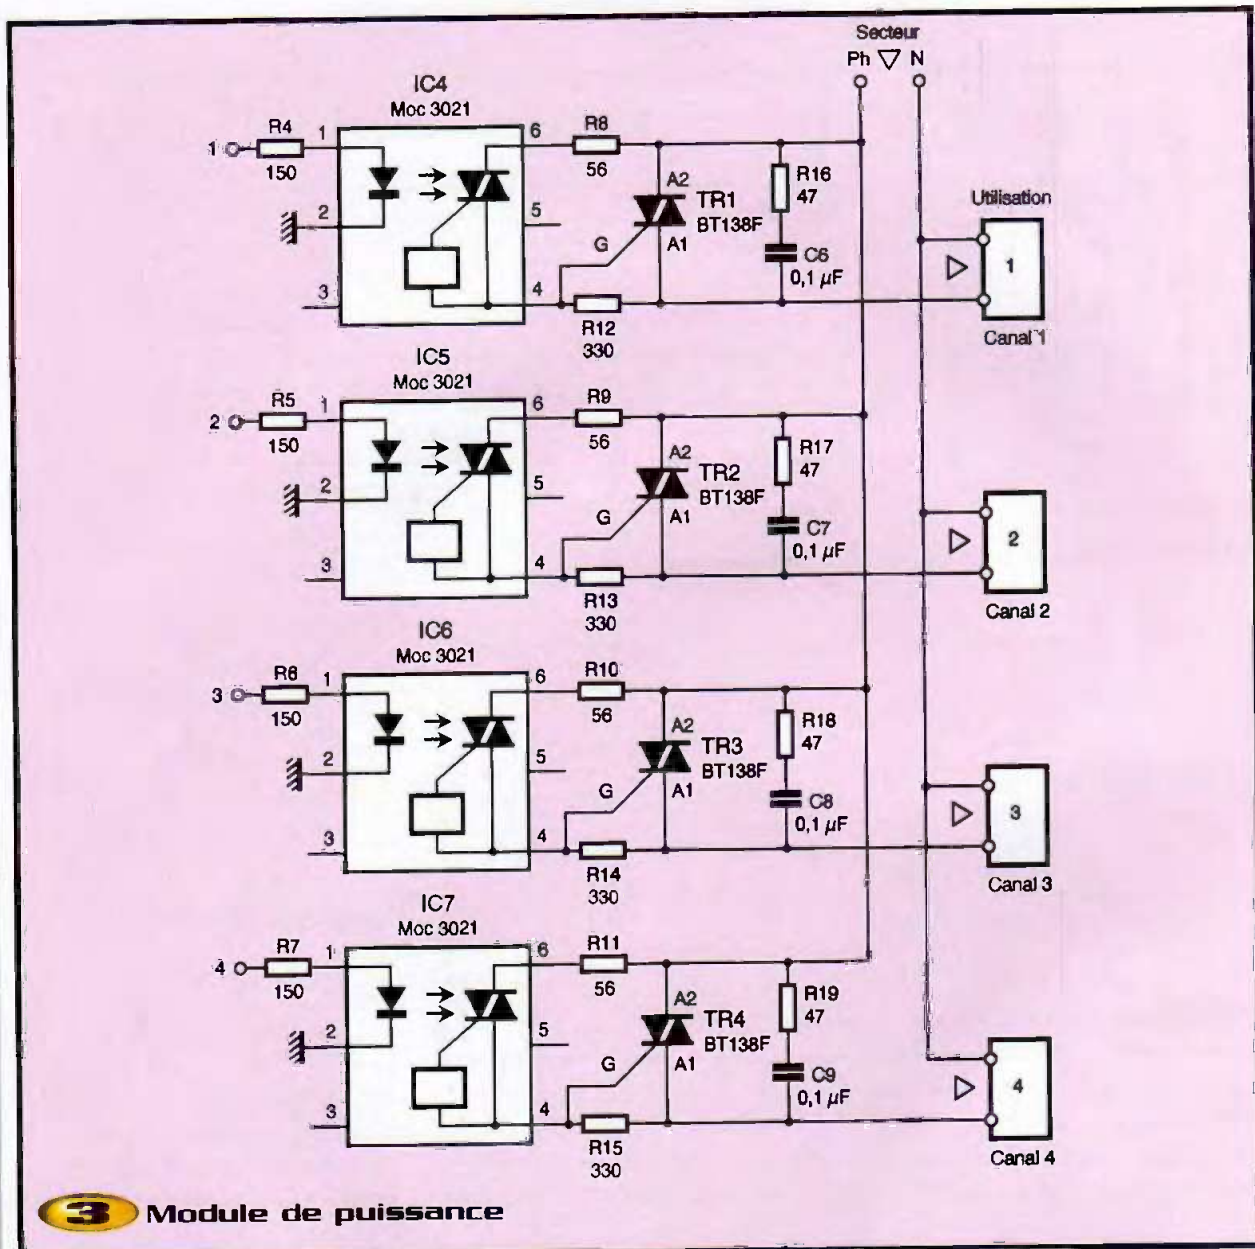 Secteur
Ph N
IC4
Moc 3021
1 R4 1 6 R8
150 56
A2 R16
TR1 47
BT138F
Utilisation
2 5
G A1 C6
0,1 µF
1
3 4
R12
330
Canal 1
IC5
Moc 3021
2 R5 1 6 R9
150 56
A2 R17
TR2 47
BT138F
2 5
G A1 C7
0,1 µF
2
3 4
R13
330
Canal 2
IC6
Moc 3021
3 R6 1 6 R10
150 56
A2 R18
TR3 47
BT138F
2 5
G A1 C8
0,1 µF
3
3 4
R14
330
Canal 3
IC7
Moc 3021
4 R7 1 6 R11
150 56
A2 R19
TR4 47
BT138F
2 5
G A1 C9
0,1 µF
4
3 4
R15
330
Canal 4
3 Module de puissance